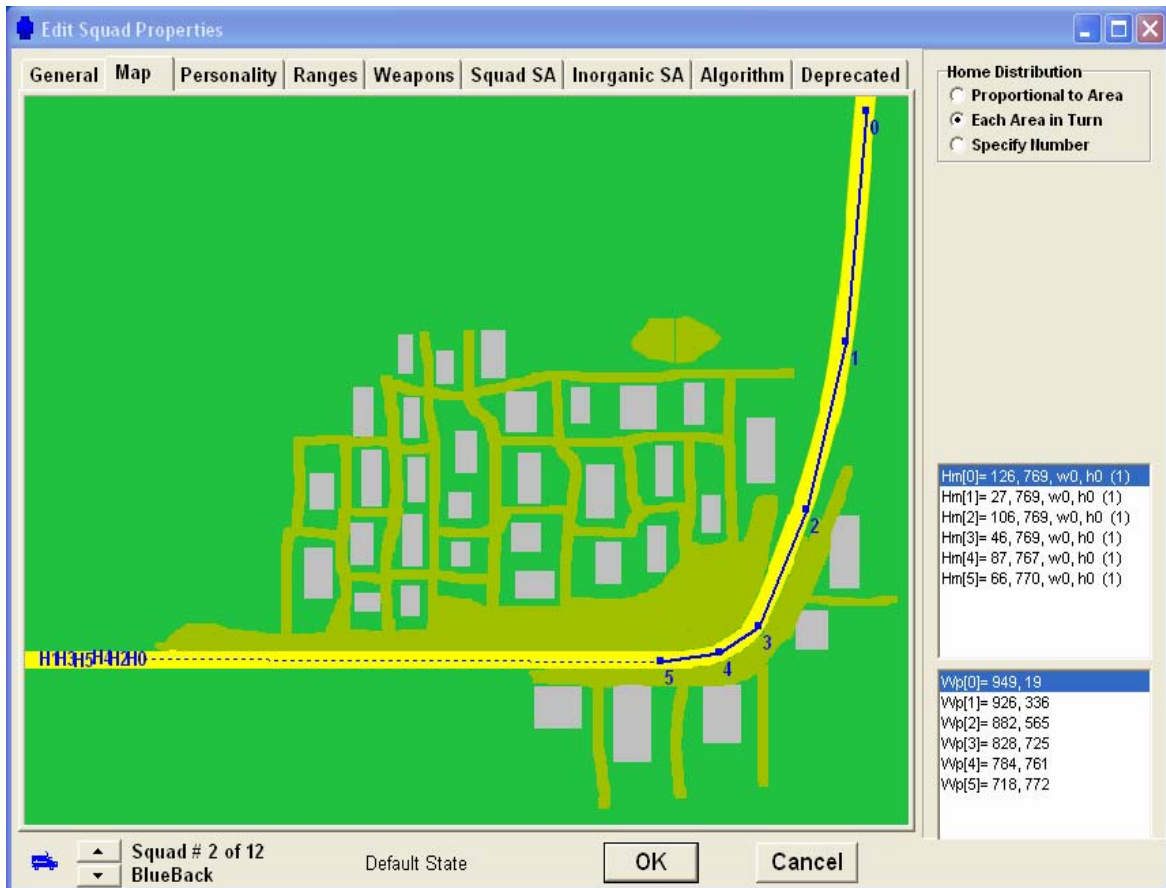 Edit Squad Properties
General Map Personality Ranges Weapons Squad SA Inorganic SA Algorithm Deprecated
Home Distribution
Proportional to Area
Each Area in Turn
Specify Number
0
1
2
3
4
5
H1H3H5H4H2H0
Hm[0]= 126, 769, w0, h0 (1)
Hm[1]= 27, 769, w0, h0 (1)
Hm[2]= 106, 769, w0, h0 (1)
Hm[3]= 46, 769, w0, h0 (1)
Hm[4]= 87, 767, w0, h0 (1)
Hm[5]= 66, 770, w0, h0 (1)
Wp[0]= 949, 19
Wp[1]= 926, 336
Wp[2]= 882, 565
Wp[3]= 828, 725
Wp[4]= 784, 761
Wp[5]= 718, 772
Squad # 2 of 12
BlueBack
Default State
OK
Cancel